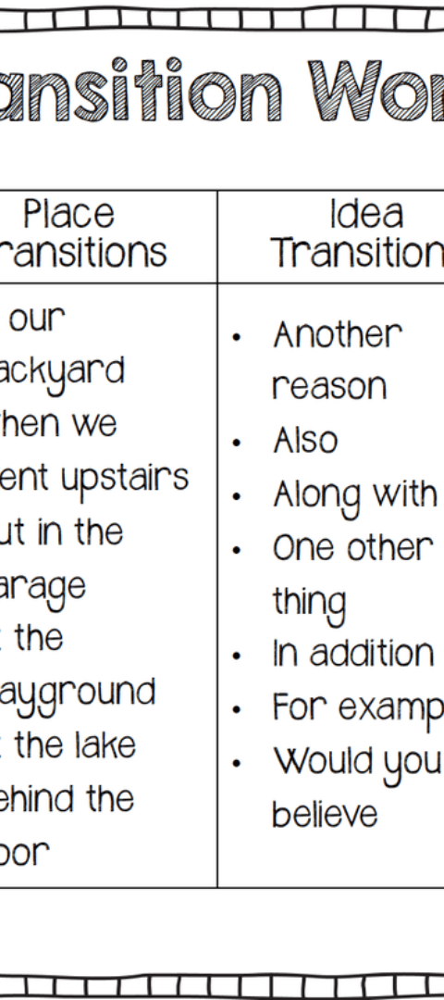 ansition Wor
Place
ransitions
our
ackyard
hen we
ent upstairs
ut in the
arage
the
ayground
the lake
ehind the
oor
Idea
Transition
• Another
reason
• Also
• Along with
• One other
thing
• In addition
• For examp
• Would you
believe